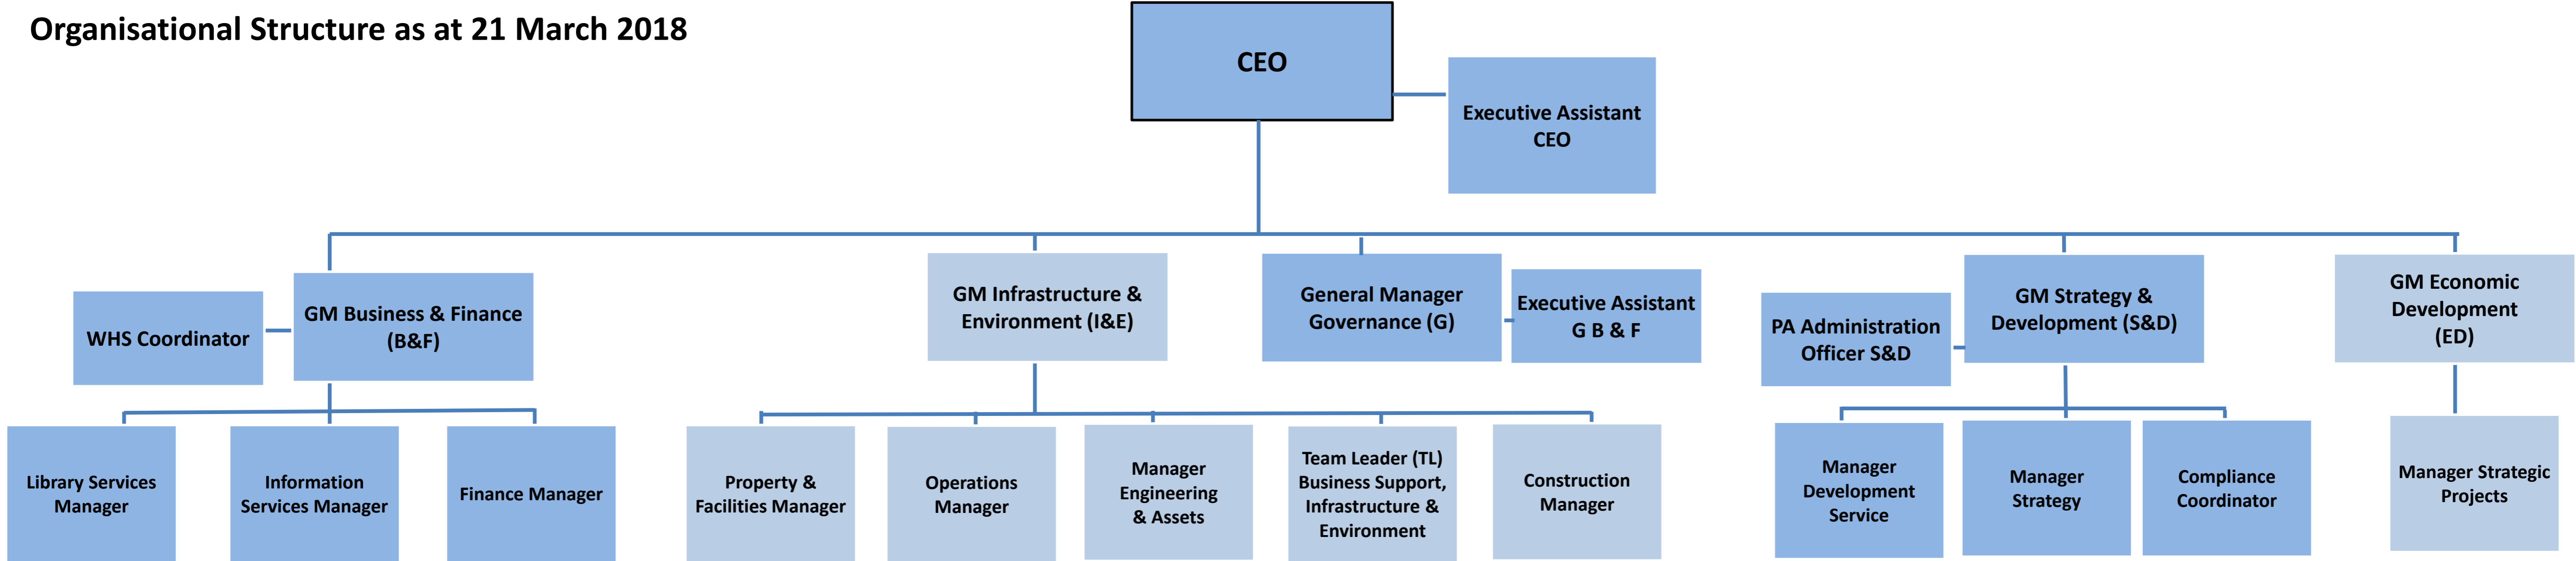 Organisational Structure as at 21 March 2018
CEO
Executive Assistant
CEO
WHS Coordinator
GM Business & Finance
(B&F)
GM Infrastructure &
Environment (I&E)
General Manager
Governance (G)
Executive Assistant
G B & F
PA Administration
Officer S&D
GM Strategy &
Development (S&D)
GM Economic
Development
(ED)
Library Services
Manager
Information
Services Manager
Finance Manager
Property &
Facilities Manager
Operations
Manager
Manager
Engineering
& Assets
Team Leader (TL)
Business Support,
Infrastructure &
Environment
Construction
Manager
Manager
Development
Service
Manager
Strategy
Compliance
Coordinator
Manager Strategic
Projects